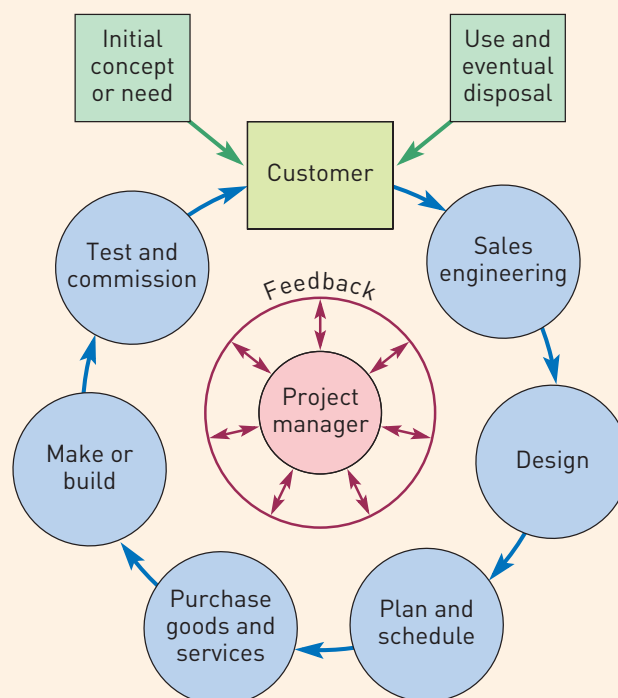 Initial
concept
or need
Use and
eventual
disposal
Customer
Test and
commission
Sales
engineering
Feedback
Project
manager
Make or
build
Design
Purchase
goods and
services
Plan and
schedule